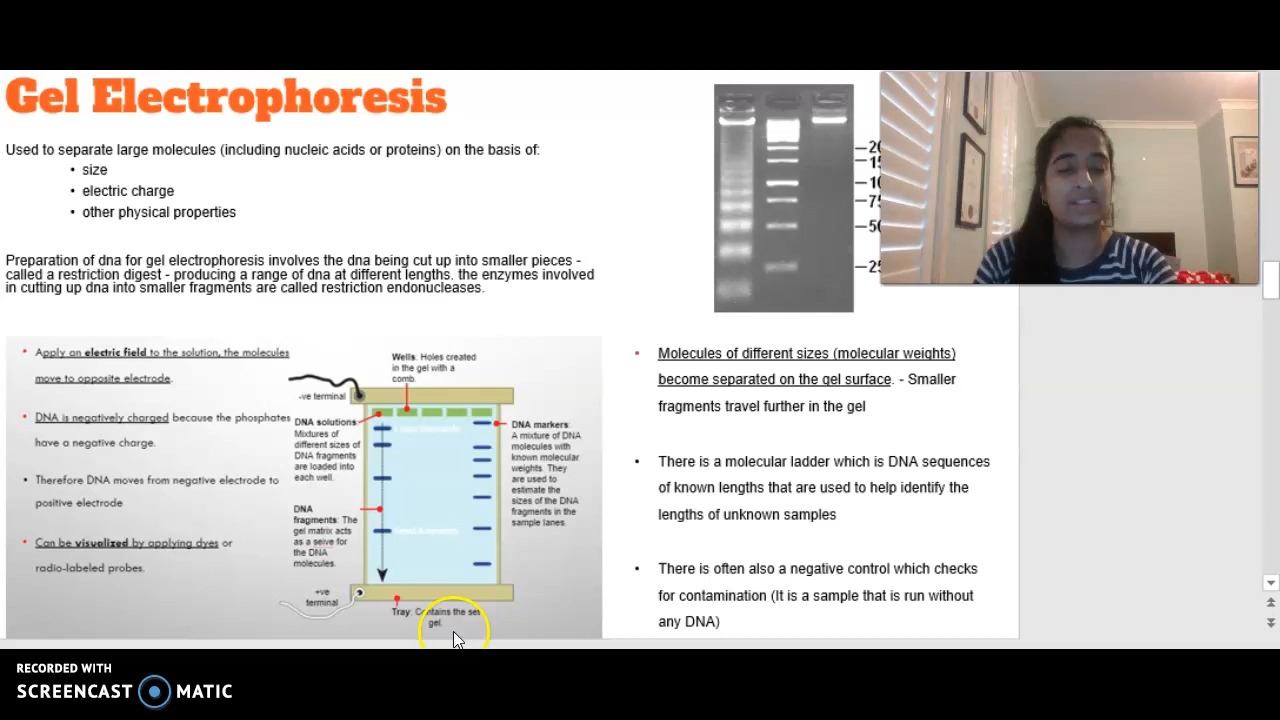 Gel Electrophoresis
Used to separate large molecules (including nucleic acids or proteins) on the basis of:
• size
• electric charge
• other physical properties
Preparation of dna for gel electrophoresis involves the dna being cut up into smaller pieces -
called a restriction digest - producing a range of dna at different lengths. the enzymes involved
in cutting up dna into smaller fragments are called restriction endonucleases.
• Apply an electric field to the solution, the molecules
move to opposite electrode.
• DNA is negatively charged because the phosphates
have a negative charge.
• Therefore DNA moves from negative electrode to
positive electrode
• Can be visualized by applying dyes or
radio-labeled probes.
Wells: Holes created
in the gel with a
comb.
-ve terminal
DNA solutions:
Mixtures of
different sizes of
DNA fragments
are loaded into
each well.
DNA
fragments: The
gel matrix acts
as a seive for
the DNA
molecules.
+ve
terminal
Tray: Contains the set
gel.
DNA markers:
A mixture of DNA
molecules with
known molecular
weights. They
are used to
estimate the
sizes of the DNA
fragments in the
sample lanes.
• Molecules of different sizes (molecular weights)
become separated on the gel surface. - Smaller
fragments travel further in the gel
• There is a molecular ladder which is DNA sequences
of known lengths that are used to help identify the
lengths of unknown samples
• There is often also a negative control which checks
for contamination (It is a sample that is run without
any DNA)
RECORDED WITH
SCREENCAST MATIC